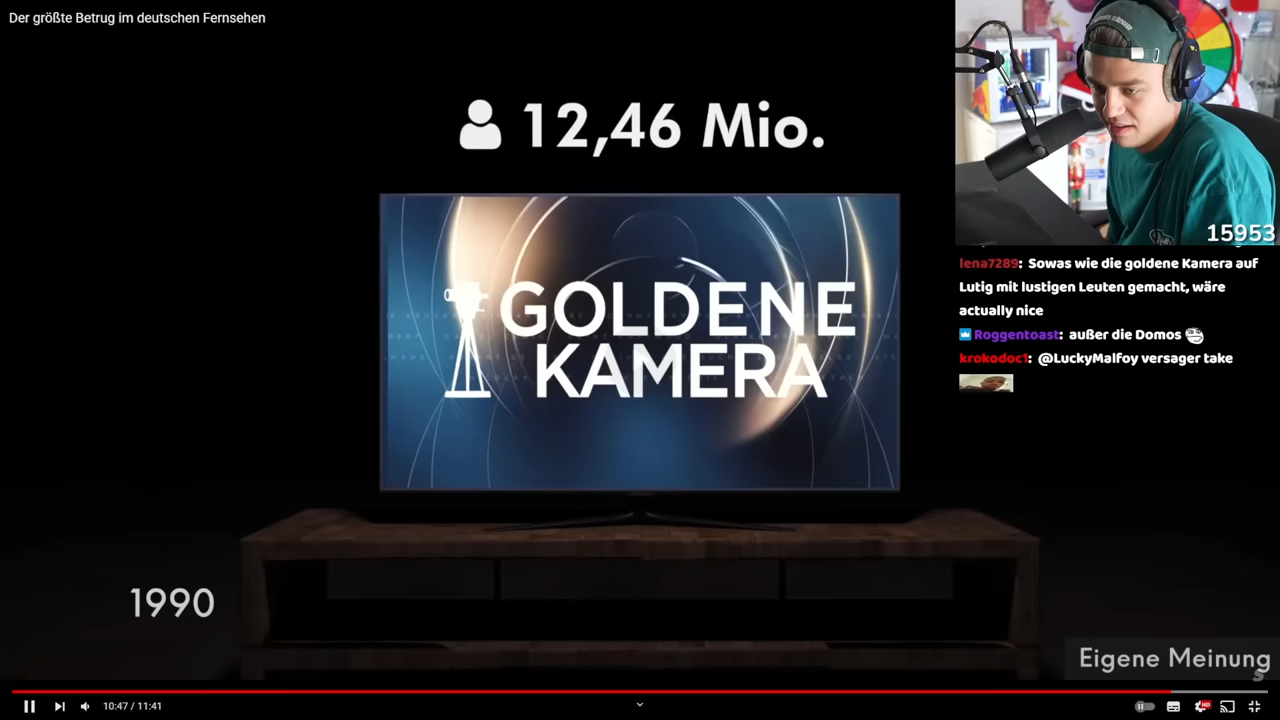 Der größte Betrug im deutschen Fernsehen
12,46 Mio.
GOLDENE
KAMERA
1990
Eigene Meinung
15953
lena7289: Sowas wie die goldene Kamera auf
Lutig mit lustigen Leuten gemacht, wäre
actually nice
Roggentoast: außer die Domos
krokodoc1: @LuckyMalfoy versager take
10:47 / 11:41
HD